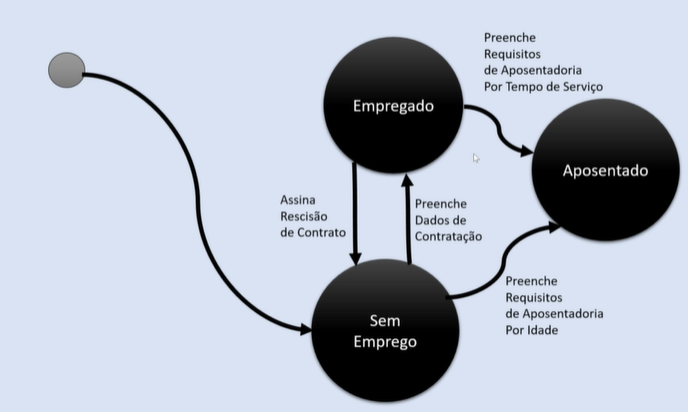 Preenche
Requisitos
de Aposentadoria
Por Tempo de Serviço
Empregado
Aposentado
Assina
Rescisão
de Contrato
Preenche
Dados de
Contratação
Preenche
Requisitos
de Aposentadoria
Por Idade
Sem
Emprego